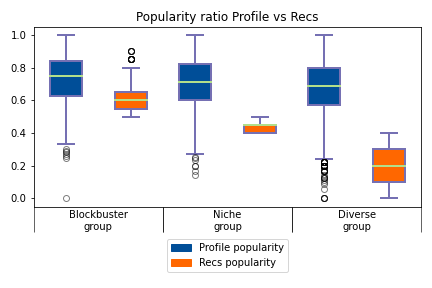 Popularity ratio Profile vs Recs
1.0
0.8
0.6
0.4
0.2
0.0
Blockbuster
group
Niche
group
Diverse
group
Profile popularity
Recs popularity